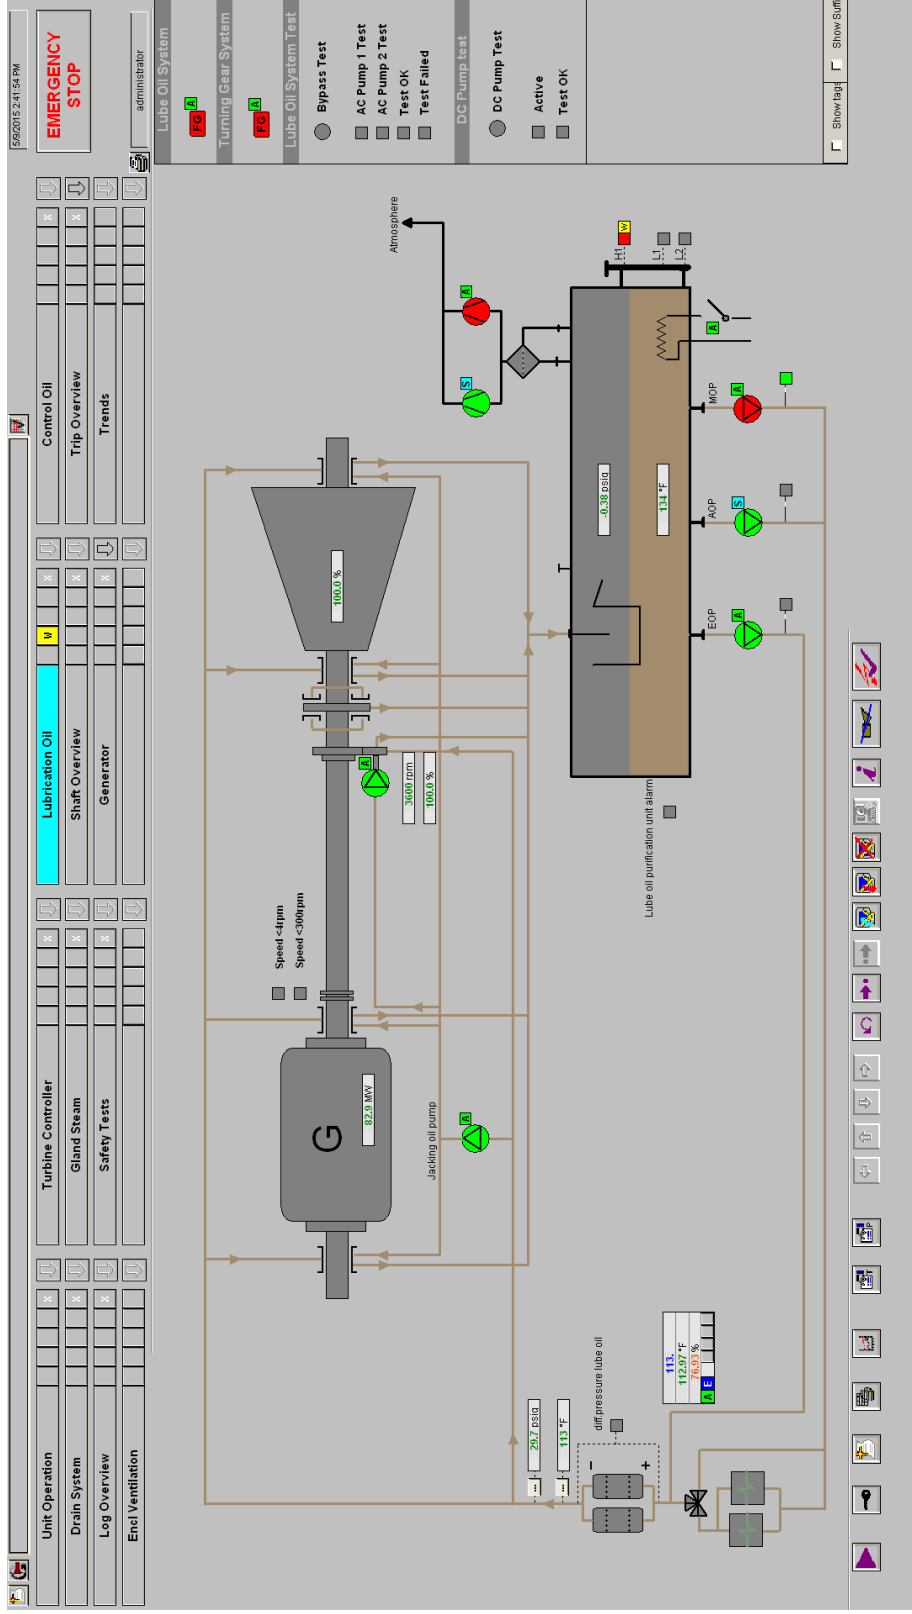 5/9/2015 2:41:54 PM
EMERGENCY
STOP
administrator
Unit Operation
X
Turbine Controller
X
Lubrication Oil
W
Control Oil
X
Drain System
X
Gland Steam
X
Shaft Overview
X
Trip Overview
X
Log Overview
X
Safety Tests
X
Generator
X
Trends
Encl Ventilation
Lube Oil System
FG
A
Turning Gear System
FG
A
Lube Oil System Test
Bypass Test
AC Pump 1 Test
AC Pump 2 Test
Test OK
Test Failed
DC Pump test
DC Pump Test
Active
Test OK
Show tags
Show Suffi
Atmosphere
S
A
Speed <4rpm
Speed <300rpm
G
82.9 MW
100.0 %
A
3600 rpm
100.0 %
Jacking oil pump
A
H1
W
L1
L2
-0.38 psig
134 °F
A
Lube oil purification unit alarm
EOP
A
AOP
S
MOP
A
29.7 psig
...
113 °F
...
diff.pressure lube oil
-
+
113.
112.97 °F
76.93 %
A
E
T
P
i